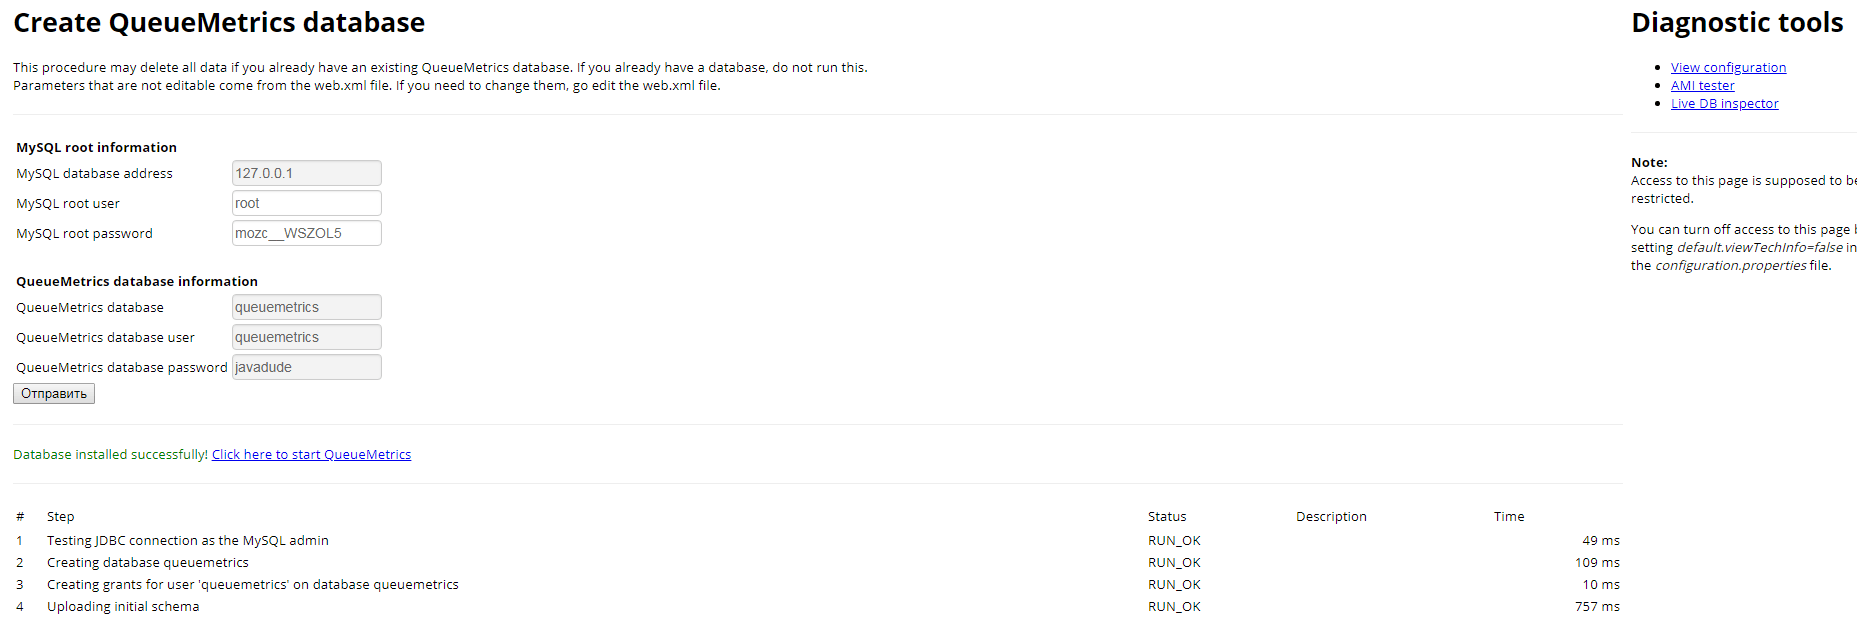 Create QueueMetrics database
This procedure may delete all data if you already have an existing QueueMetrics database. If you already have a database, do not run this.
Parameters that are not editable come from the web.xml file. If you need to change them, go edit the web.xml file.
MySQL root information
MySQL database address 127.0.0.1
MySQL root user root
MySQL root password mozc__WSZOL5
QueueMetrics database information
QueueMetrics database queuemetrics
QueueMetrics database user queuemetrics
QueueMetrics database password javadude
Отправить
Database installed successfully! Click here to start QueueMetrics
# Step Status Description Time
1 Testing JDBC connection as the MySQL admin RUN_OK 49 ms
2 Creating database queuemetrics RUN_OK 109 ms
3 Creating grants for user 'queuemetrics' on database queuemetrics RUN_OK 10 ms
4 Uploading initial schema RUN_OK 757 ms
Diagnostic tools
View configuration
AMI tester
Live DB inspector
Note:
Access to this page is supposed to be
restricted.
You can turn off access to this page
setting default.viewTechInfo=false in
the configuration.properties file.